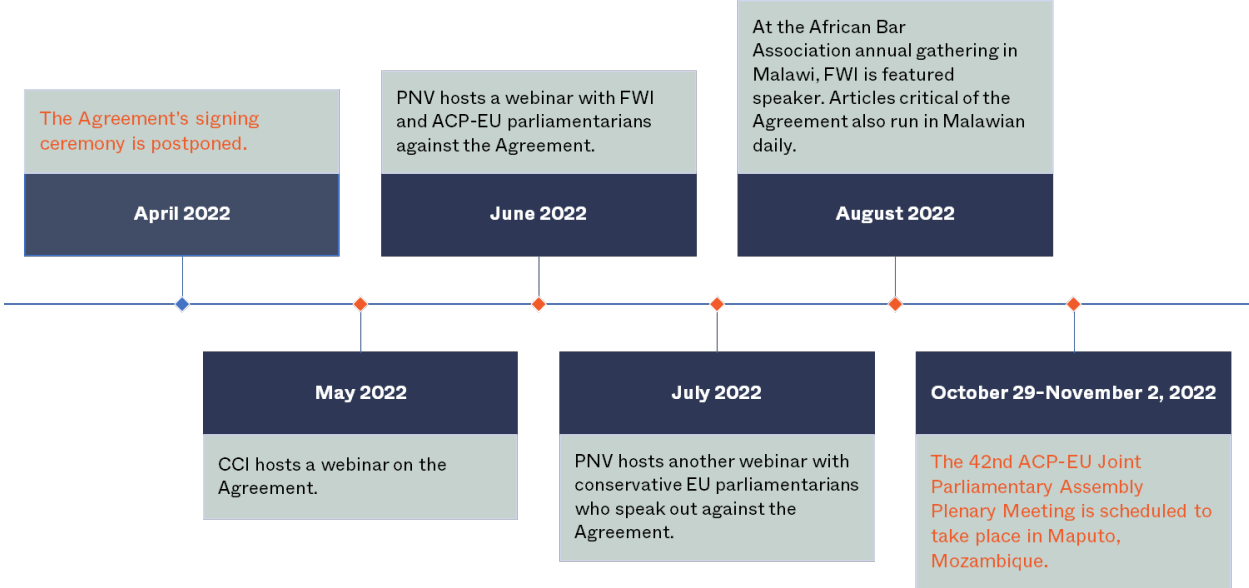 The Agreement's signing
ceremony is postponed.
April 2022
CCI hosts a webinar on the
Agreement.
May 2022
PNV hosts a webinar with FWI
and ACP-EU parliamentarians
against the Agreement.
June 2022
July 2022
PNV hosts another webinar with
conservative EU parliamentarians
who speak out against the
Agreement.
At the African Bar
Association annual gathering in
Malawi, FWI is featured
speaker. Articles critical of the
Agreement also run in Malawian
daily.
August 2022
October 29-November 2, 2022
The 42nd ACP-EU Joint
Parliamentary Assembly
Plenary Meeting is scheduled to
take place in Maputo,
Mozambique.